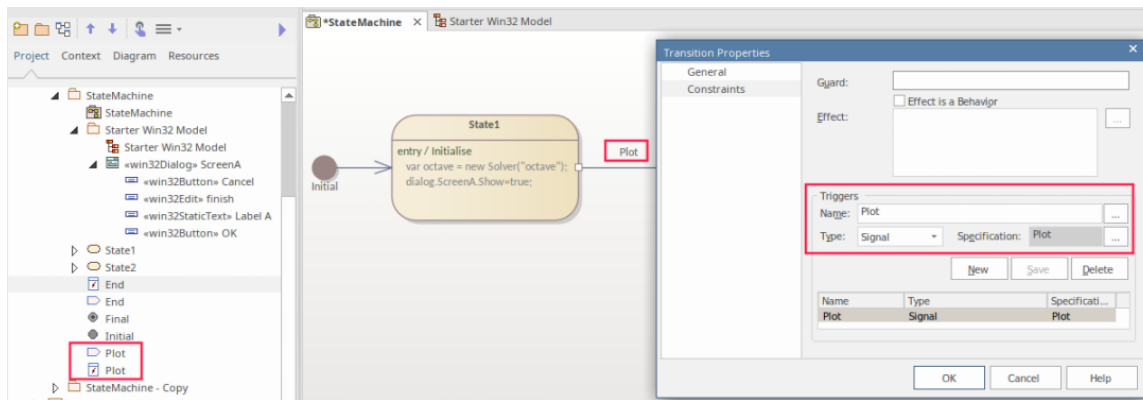 Project Context Diagram Resources
StateMachine
StateMachine
Starter Win32 Model
Starter Win32 Model
«win32Dialog» ScreenA
«win32Button» Cancel
«win32Edit» finish
«win32StaticText» Label A
«win32Button» OK
State1
State2
End
End
Final
Initial
Plot
Plot
StateMachine - Copy
*StateMachine × Starter Win32 Model
State1
entry / Initialise
var octave = new Solver("octave");
dialog.ScreenA.Show=true;
Initial
Plot
Transition Properties ×
General
Constraints
Guard:
Effect is a Behavior
Effect:
...
Triggers
Name: Plot ...
Type: Signal Specification: Plot ...
New Save Delete
Name Type Specificati...
Plot Signal Plot
OK Cancel Help